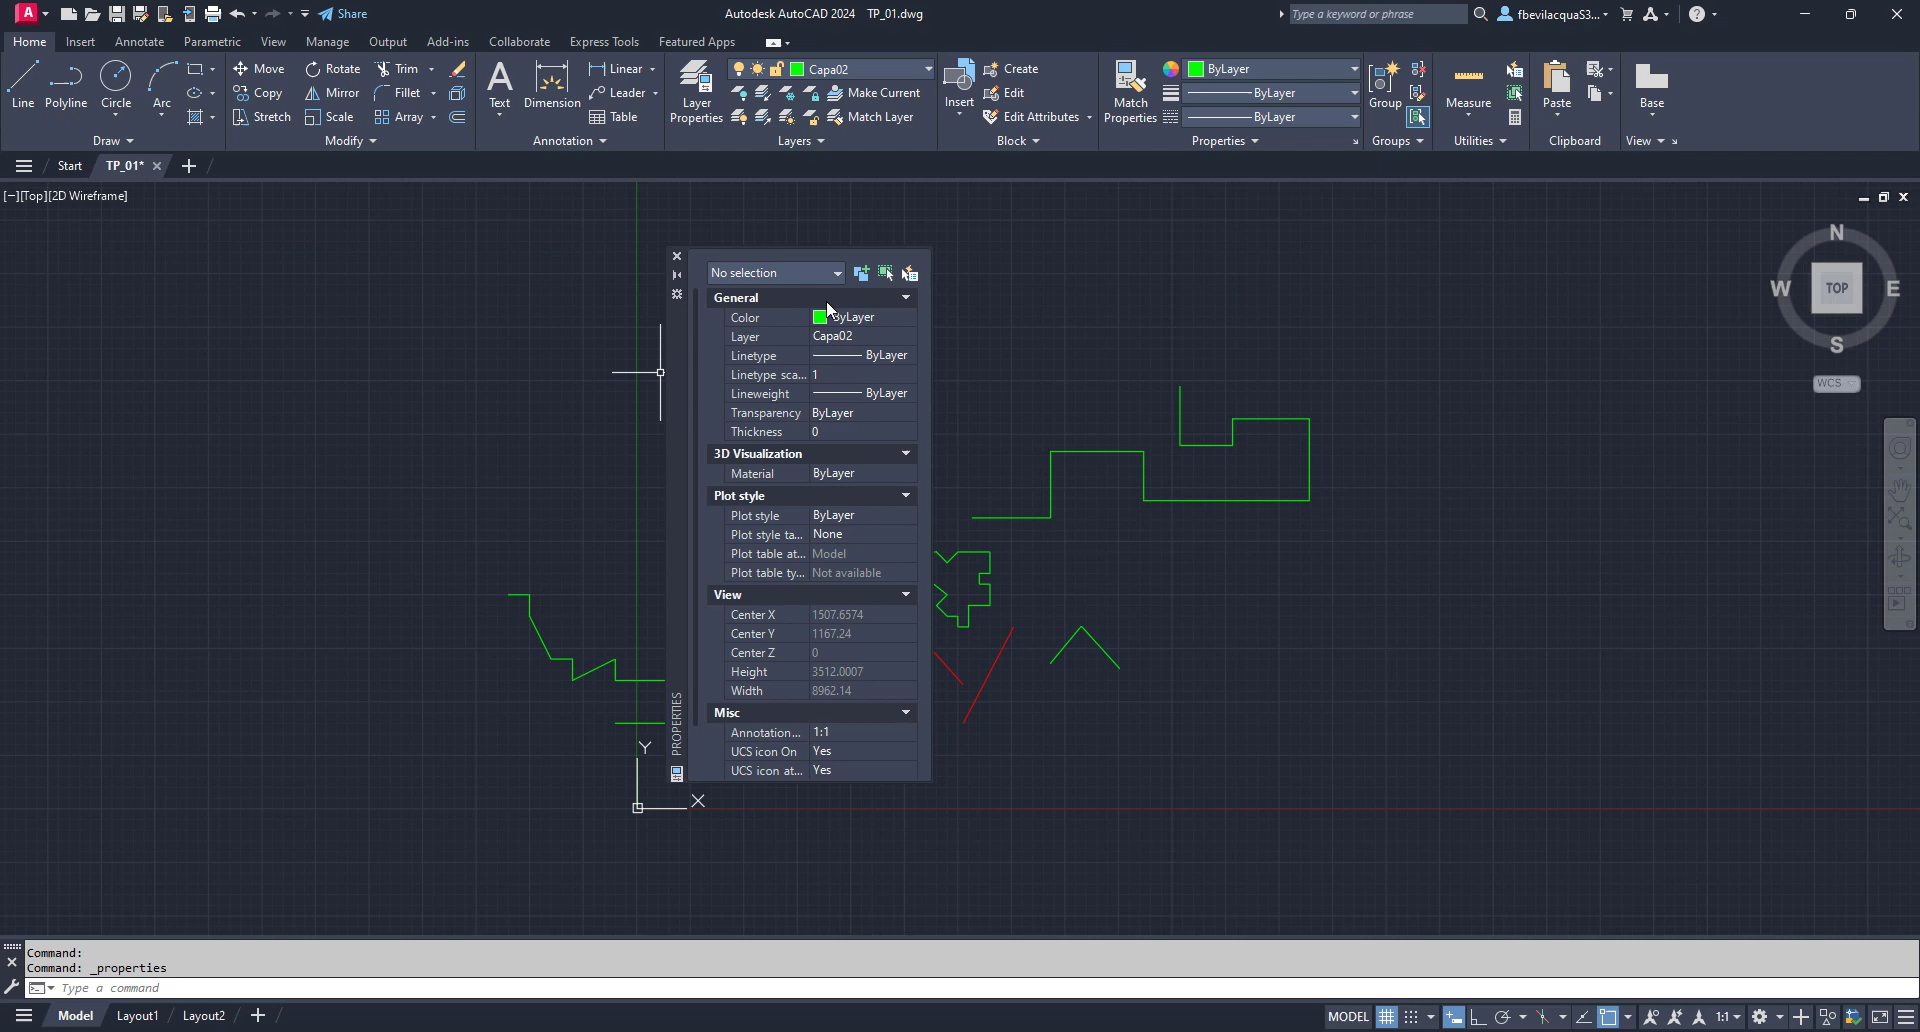 Share
Autodesk AutoCAD 2024 TP_01.dwg
Type a keyword or phrase
fbevilacquaS3...
Home Insert Annotate Parametric View Manage Output Add-ins Collaborate Express Tools Featured Apps
Line Polyline Circle Arc
Draw
Move Rotate Trim
Copy Mirror Fillet
Stretch Scale Array
Modify
Text Dimension
Linear
Leader
Table
Annotation
Layer Properties
Capa02
Make Current
Match Layer
Layers
Insert
Create
Edit
Edit Attributes
Block
Match Properties
ByLayer
ByLayer
ByLayer
Properties
Group
Groups
Measure
Utilities
Paste
Clipboard
Base
View
Start TP_01*
[−][Top][2D Wireframe]
N
W TOP E
S
WCS
No selection
General
Color ByLayer
Layer Capa02
Linetype ByLayer
Linetype sca... 1
Lineweight ByLayer
Transparency ByLayer
Thickness 0
3D Visualization
Material ByLayer
Plot style
Plot style ByLayer
Plot style ta... None
Plot table at... Model
Plot table ty... Not available
View
Center X 1507.6574
Center Y 1167.24
Center Z 0
Height 3512.0007
Width 8962.14
Misc
Annotation... 1:1
UCS icon On Yes
UCS icon at... Yes
PROPERTIES
Y
X
Command:
Command: _properties
Type a command
Model Layout1 Layout2
MODEL 1:1